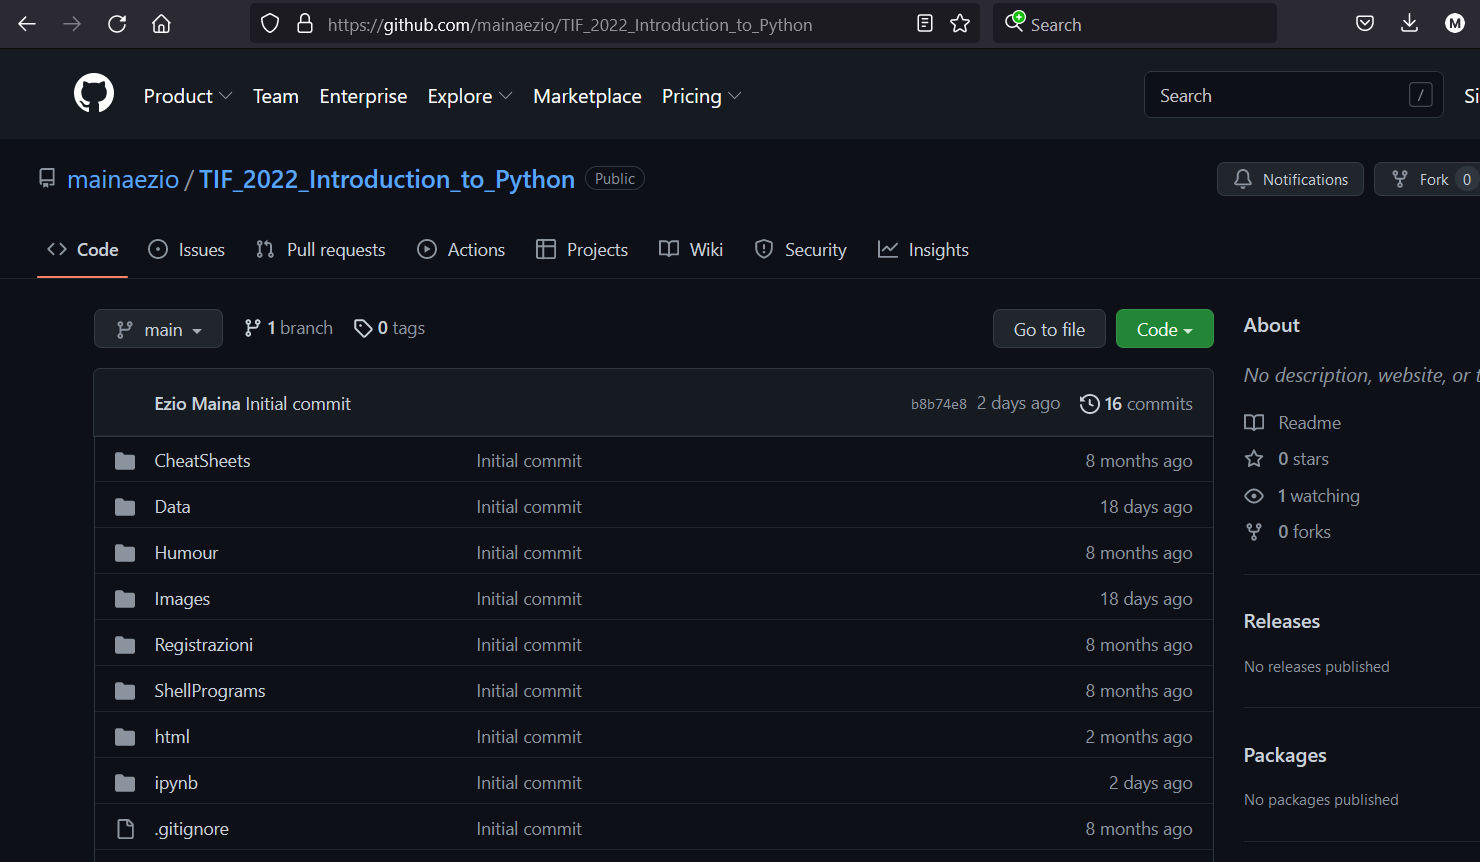 https://github.com/mainaezio/TIF_2022_Introduction_to_Python
Search
M
Product Team Enterprise Explore Marketplace Pricing
Search /
mainaezio / TIF_2022_Introduction_to_Python Public
Notifications
Fork 0
Code Issues Pull requests Actions Projects Wiki Security Insights
main 1 branch 0 tags
Go to file Code
Ezio Maina Initial commit b8b74e8 2 days ago 16 commits
CheatSheets Initial commit 8 months ago
Data Initial commit 18 days ago
Humour Initial commit 8 months ago
Images Initial commit 18 days ago
Registrazioni Initial commit 8 months ago
ShellPrograms Initial commit 8 months ago
html Initial commit 2 months ago
ipynb Initial commit 2 days ago
.gitignore Initial commit 8 months ago
About
No description, website, or
Readme
0 stars
1 watching
0 forks
Releases
No releases published
Packages
No packages published